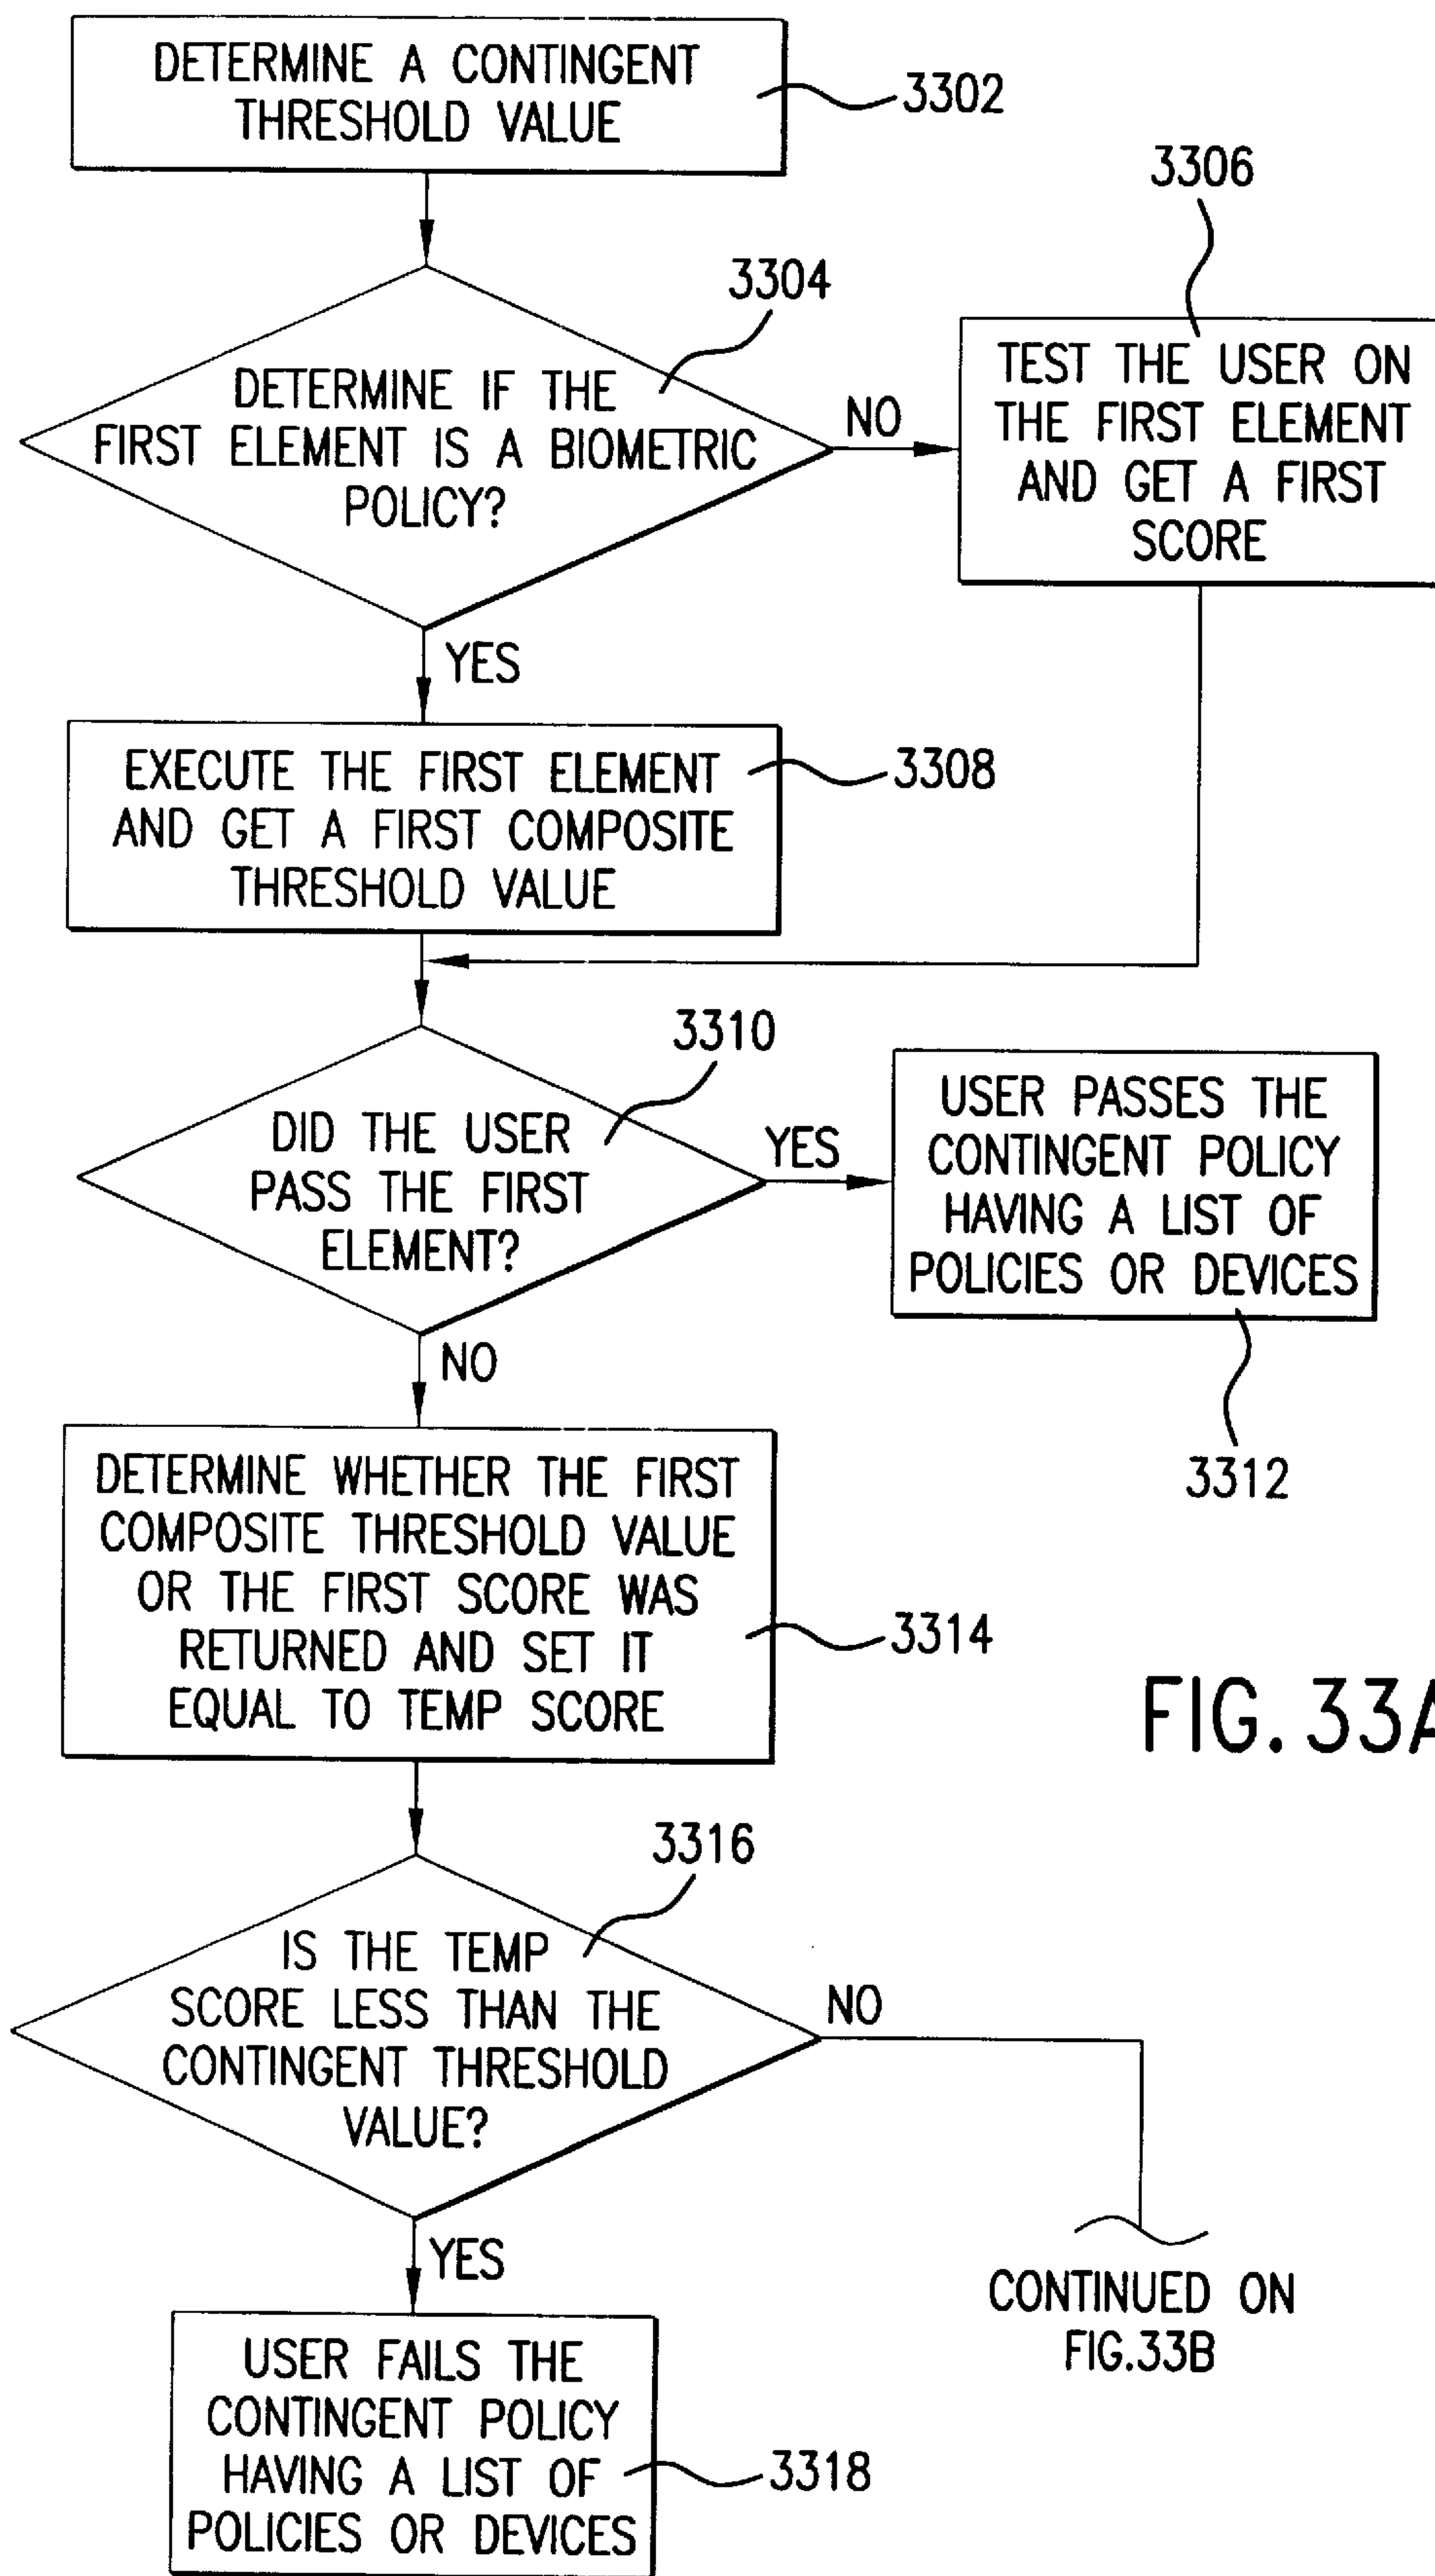 DETERMINE A CONTINGENT
THRESHOLD VALUE
3302
3306
3304
DETERMINE IF THE
FIRST ELEMENT IS A BIOMETRIC
POLICY?
NO
TEST THE USER ON
THE FIRST ELEMENT
AND GET A FIRST
SCORE
YES
EXECUTE THE FIRST ELEMENT
AND GET A FIRST COMPOSITE
THRESHOLD VALUE
3308
3310
DID THE USER
PASS THE FIRST
ELEMENT?
YES
USER PASSES THE
CONTINGENT POLICY
HAVING A LIST OF
POLICIES OR DEVICES
3312
NO
DETERMINE WHETHER THE FIRST
COMPOSITE THRESHOLD VALUE
OR THE FIRST SCORE WAS
RETURNED AND SET IT
EQUAL TO TEMP SCORE
3314
FIG. 33A
3316
IS THE TEMP
SCORE LESS THAN THE
CONTINGENT THRESHOLD
VALUE?
NO
CONTINUED ON
FIG.33B
YES
USER FAILS THE
CONTINGENT POLICY
HAVING A LIST OF
POLICIES OR DEVICES
3318